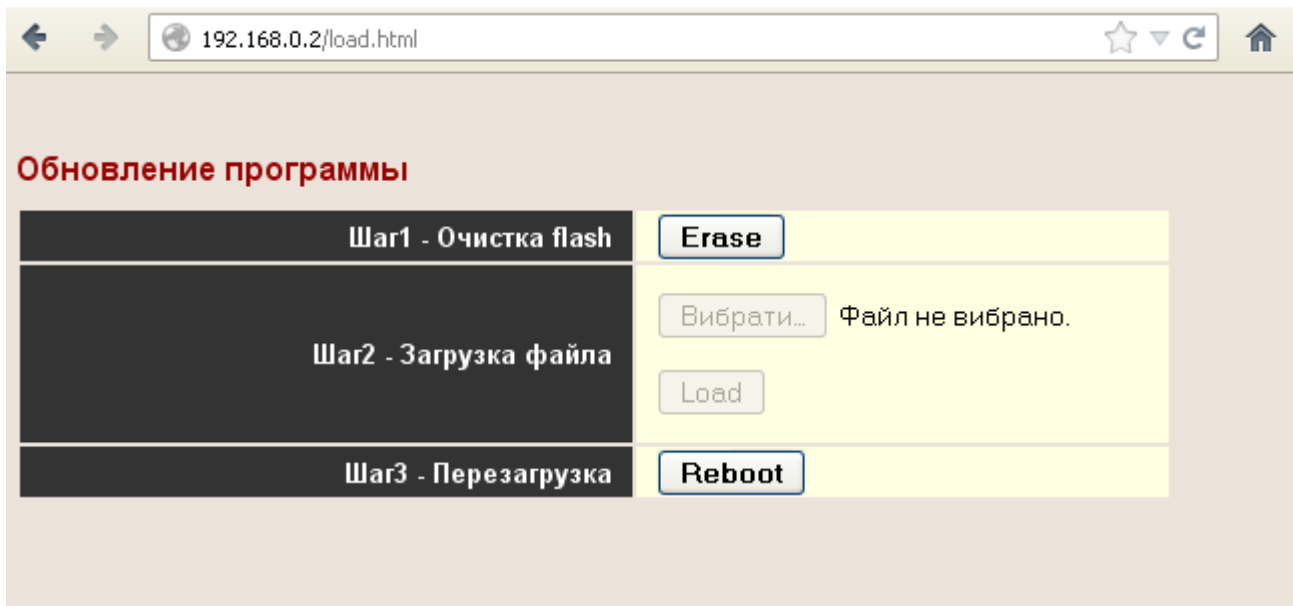 192.168.0.2/load.html
Обновление программы
Шаг1 - Очистка flash
Erase
Шаг2 - Загрузка файла
Вибрати... Файл не вибрано.
Load
Шаг3 - Перезагрузка
Reboot